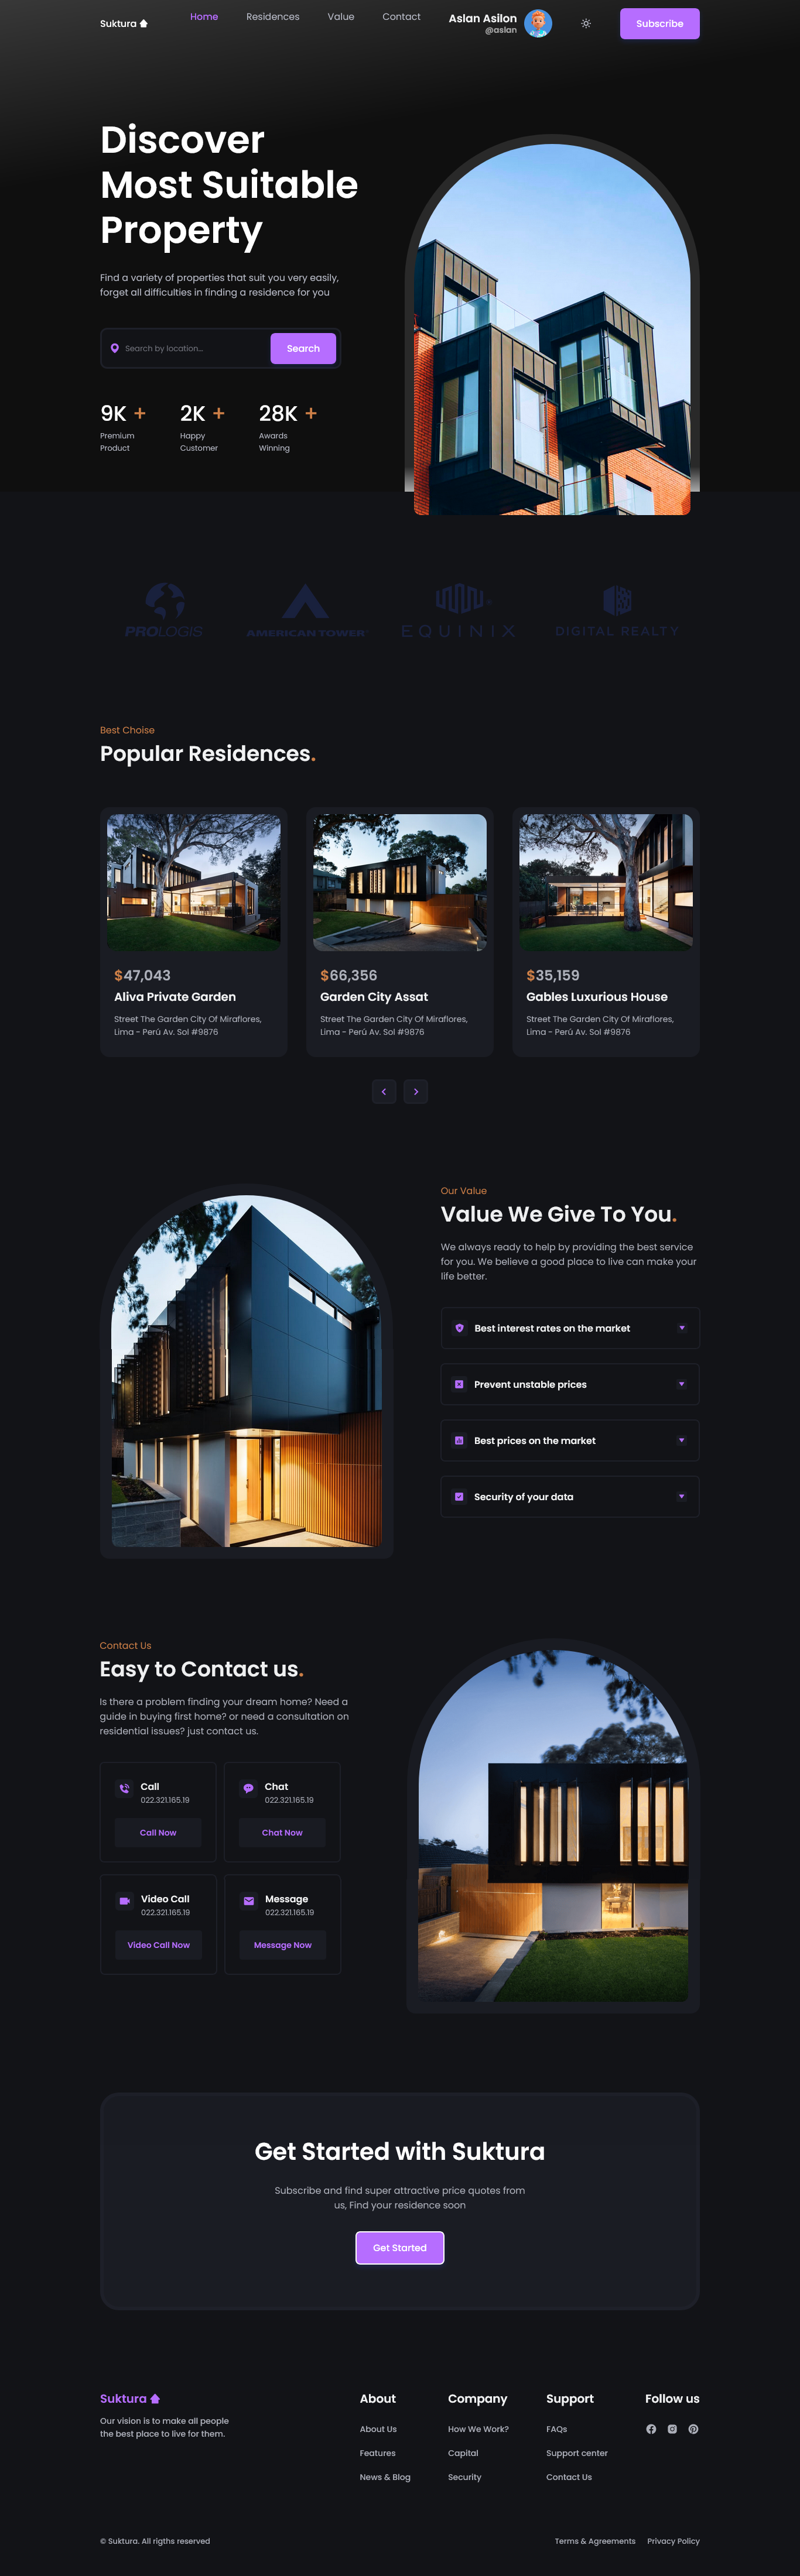 Suktura
Home
Residences
Value
Contact
Aslan Asilon
@aslan
Subscribe
Discover
Most Suitable
Property
Find a variety of properties that suit you very easily,
forget all difficulties in finding a residence for you
Search by location...
Search
9K +
Premium
Product
2K +
Happy
Customer
28K +
Awards
Winning
PROLOGIS
AMERICAN TOWER
EQUINIX
DIGITAL REALTY
Best Choise
Popular Residences.
$47,043
Aliva Private Garden
Street The Garden City Of Miraflores,
Lima - Perú Av. Sol #9876
$66,356
Garden City Assat
Street The Garden City Of Miraflores,
Lima - Perú Av. Sol #9876
$35,159
Gables Luxurious House
Street The Garden City Of Miraflores,
Lima - Perú Av. Sol #9876
Our Value
Value We Give To You.
We always ready to help by providing the best service
for you. We believe a good place to live can make your
life better.
Best interest rates on the market
Prevent unstable prices
Best prices on the market
Security of your data
Contact Us
Easy to Contact us.
Is there a problem finding your dream home? Need a
guide in buying first home? or need a consultation on
residential issues? just contact us.
Call
022.321.165.19
Call Now
Chat
022.321.165.19
Chat Now
Video Call
022.321.165.19
Video Call Now
Message
022.321.165.19
Message Now
Get Started with Suktura
Subscribe and find super attractive price quotes from
us, Find your residence soon
Get Started
Suktura
Our vision is to make all people
the best place to live for them.
About
About Us
Features
News & Blog
Company
How We Work?
Capital
Security
Support
FAQs
Support center
Contact Us
Follow us
© Suktura. All rigths reserved
Terms & Agreements
Privacy Policy